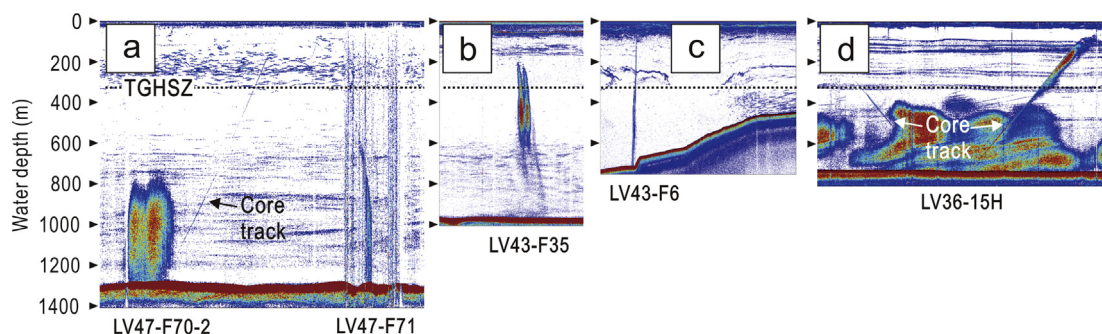 a
b
c
d
Water depth (m)
0
200
400
600
800
1000
1200
1400
TGHSZ
Core
track
Core
track
LV47-F70-2
LV47-F71
LV43-F35
LV43-F6
LV36-15H